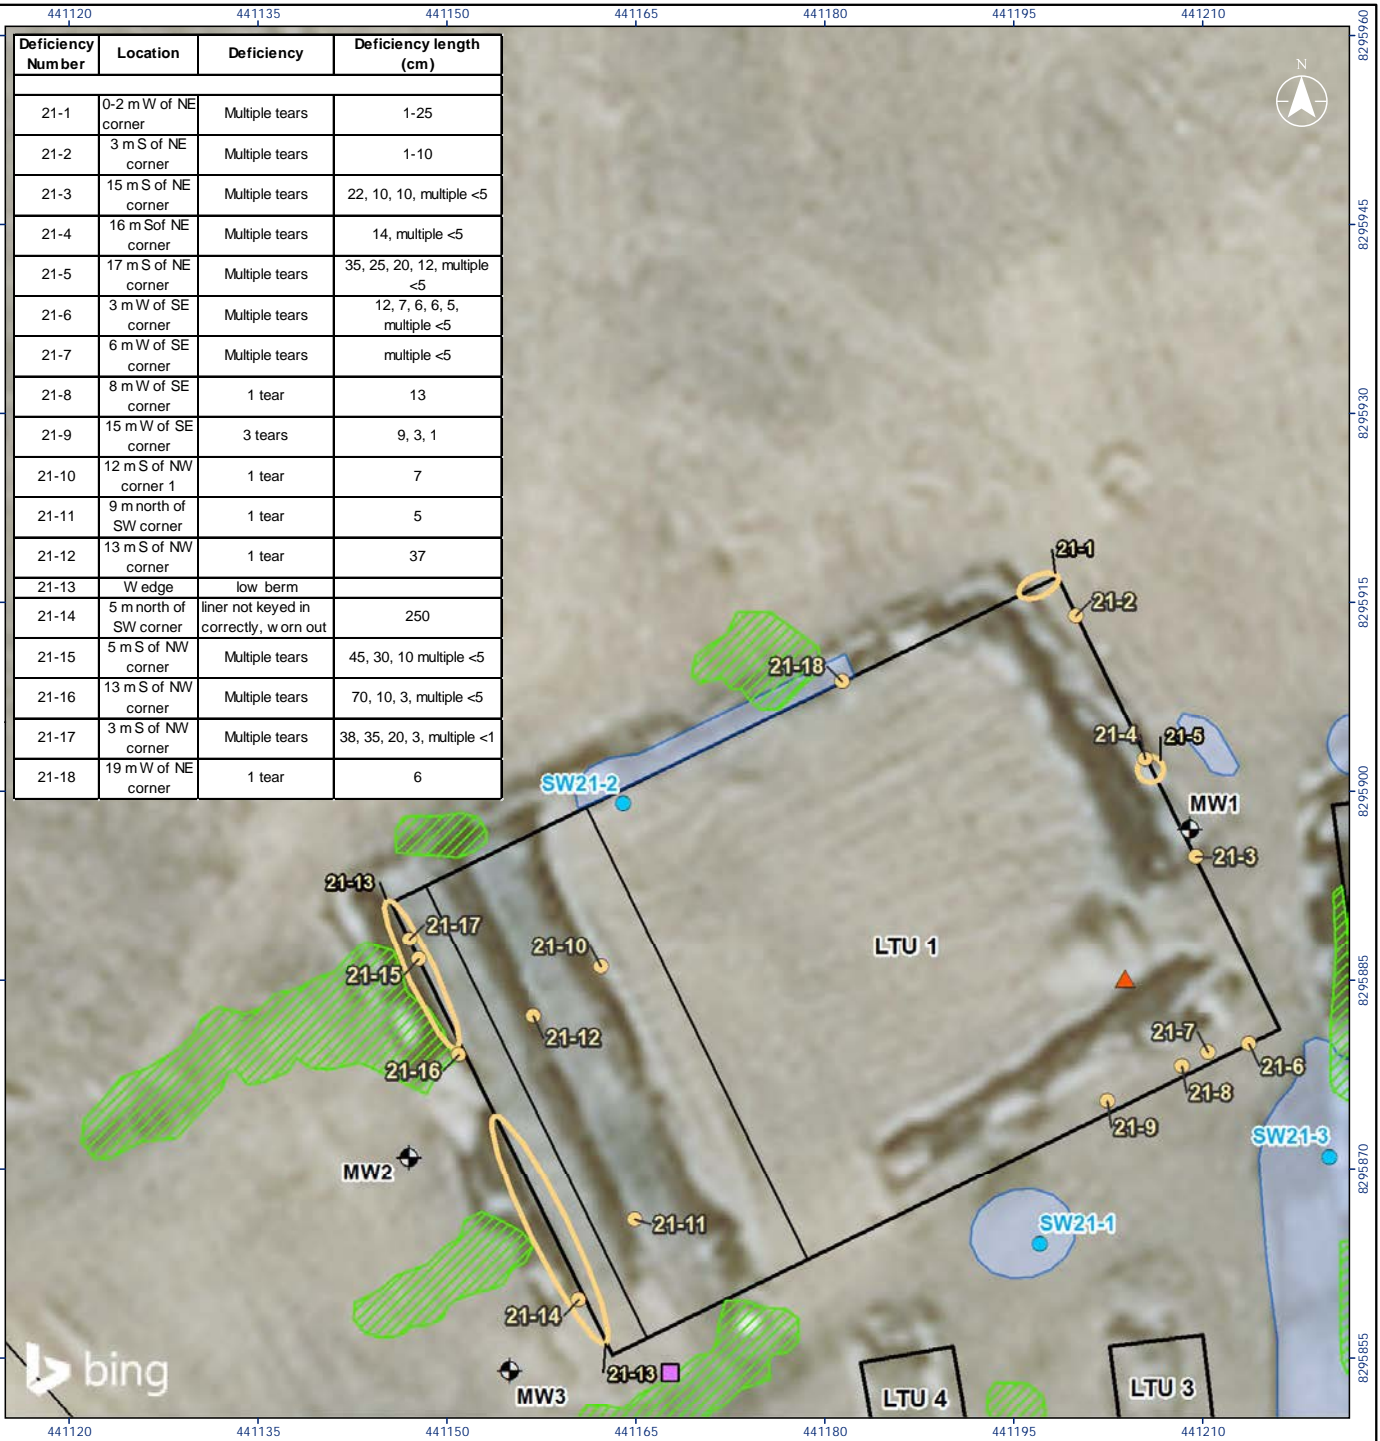 441120 441135 441150 441165 441180 441195 441210
Deficiency Number Location Deficiency Deficiency length (cm)
21-1 0-2 m W of NE corner Multiple tears 1-25
21-2 3 m S of NE corner Multiple tears 1-10
21-3 15 m S of NE corner Multiple tears 22, 10, 10, multiple <5
21-4 16 m Sof NE corner Multiple tears 14, multiple <5
21-5 17 m S of NE corner Multiple tears 35, 25, 20, 12, multiple <5
21-6 3 m W of SE corner Multiple tears 12, 7, 6, 6, 5, multiple <5
21-7 6 m W of SE corner Multiple tears multiple <5
21-8 8 m W of SE corner 1 tear 13
21-9 15 m W of SE corner 3 tears 9, 3, 1
21-10 12 m S of NW corner 1 1 tear 7
21-11 9 m north of SW corner 1 tear 5
21-12 13 m S of NW corner 1 tear 37
21-13 W edge low berm
21-14 5 m north of SW corner liner not keyed in correctly, worn out 250
21-15 5 m S of NW corner Multiple tears 45, 30, 10 multiple <5
21-16 13 m S of NW corner Multiple tears 70, 10, 3, multiple <5
21-17 3 m S of NW corner Multiple tears 38, 35, 20, 3, multiple <1
21-18 19 m W of NE corner 1 tear 6
N
8295960
8295945
8295930
8295915
8295900
8295885
8295870
8295855
21-1
21-2
21-18
21-4
21-5
SW21-2
MW1
21-3
21-13
21-17
21-10
LTU 1
21-15
21-12
21-7
21-16
21-6
21-8
21-9
SW21-3
MW2
21-11
SW21-1
21-14
bing
21-13
MW3
LTU 4
LTU 3
441120 441135 441150 441165 441180 441195 441210